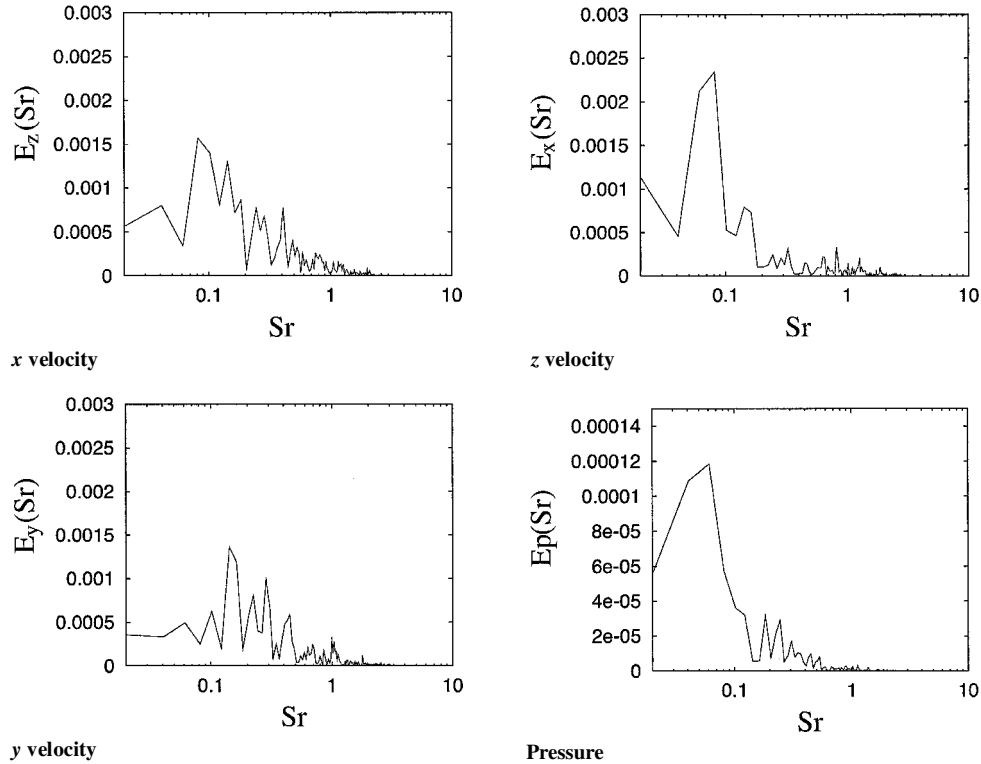 0.003
0.0025
0.002
0.0015
0.001
0.0005
0
E_z(Sr)
0.1 1 10
Sr
x velocity
0.003
0.0025
0.002
0.0015
0.001
0.0005
0
E_x(Sr)
0.1 1 10
Sr
z velocity
0.003
0.0025
0.002
0.0015
0.001
0.0005
0
E_y(Sr)
0.1 1 10
Sr
y velocity
0.00014
0.00012
0.0001
8e-05
6e-05
4e-05
2e-05
0
Ep(Sr)
0.1 1 10
Sr
Pressure